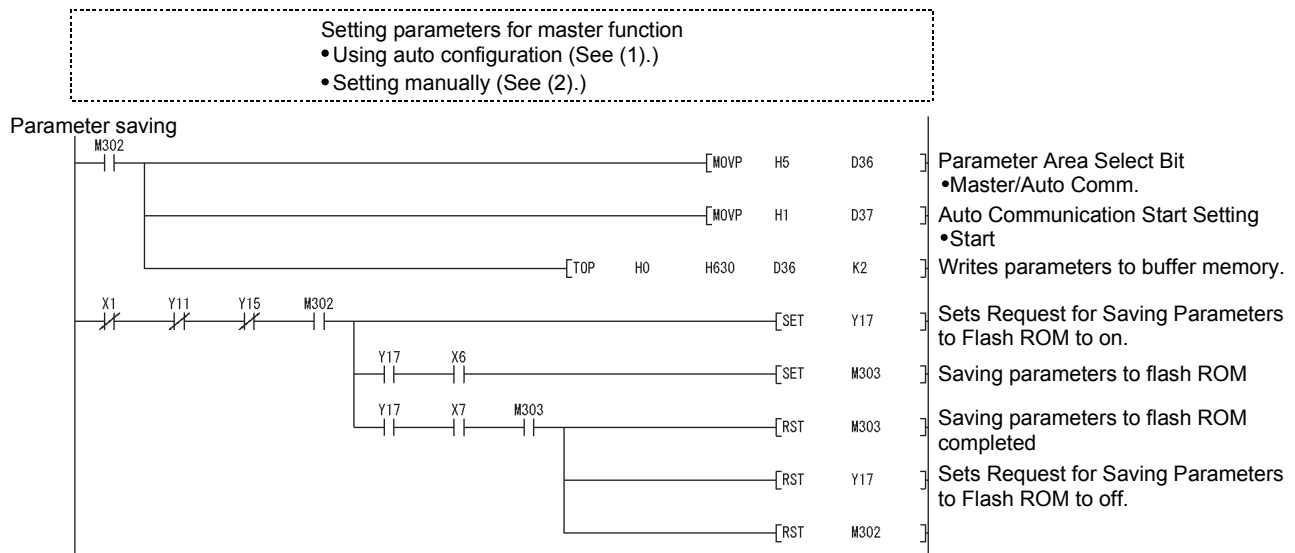 Setting parameters for master function
•Using auto configuration (See (1).)
•Setting manually (See (2).)
Parameter saving
M302
MOVP H5 D36
Parameter Area Select Bit
•Master/Auto Comm.
MOVP H1 D37
Auto Communication Start Setting
•Start
TOP H0 H630 D36 K2
Writes parameters to buffer memory.
X1 Y11 Y15 M302
SET Y17
Sets Request for Saving Parameters
to Flash ROM to on.
Y17 X6
SET M303
Saving parameters to flash ROM
Y17 X7 M303
RST M303
Saving parameters to flash ROM
completed
RST Y17
Sets Request for Saving Parameters
to Flash ROM to off.
RST M302